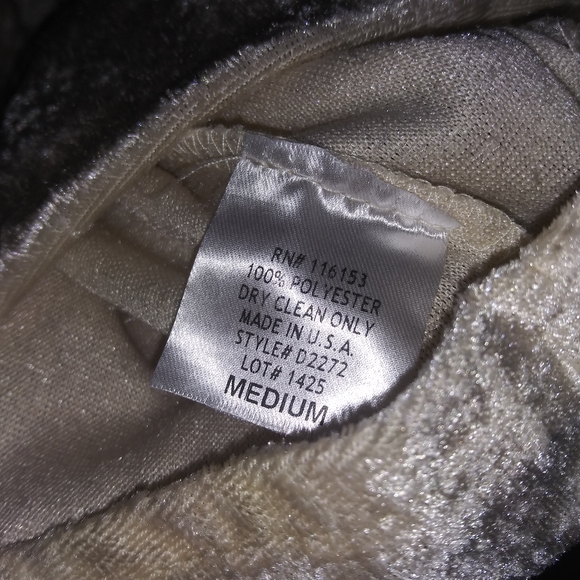 RN# 116153
100% POLYESTER
DRY CLEAN ONLY
MADE IN U.S.A.
STYLE# D2272
LOT# 1425
MEDIUM